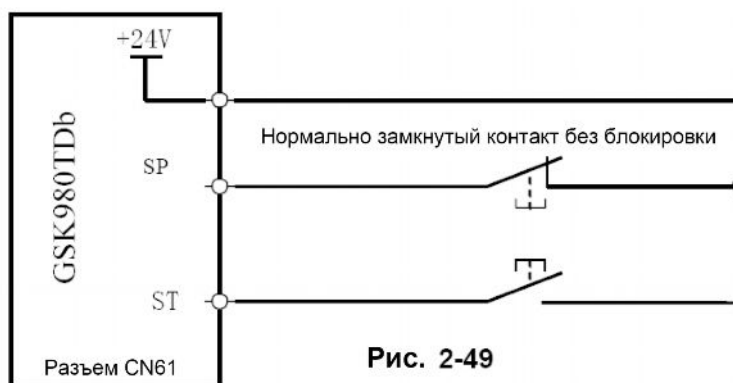 +24V
Нормально замкнутый контакт без блокировки
SP
GSK980TDb
ST
Рис. 2-49
Разъем CN61